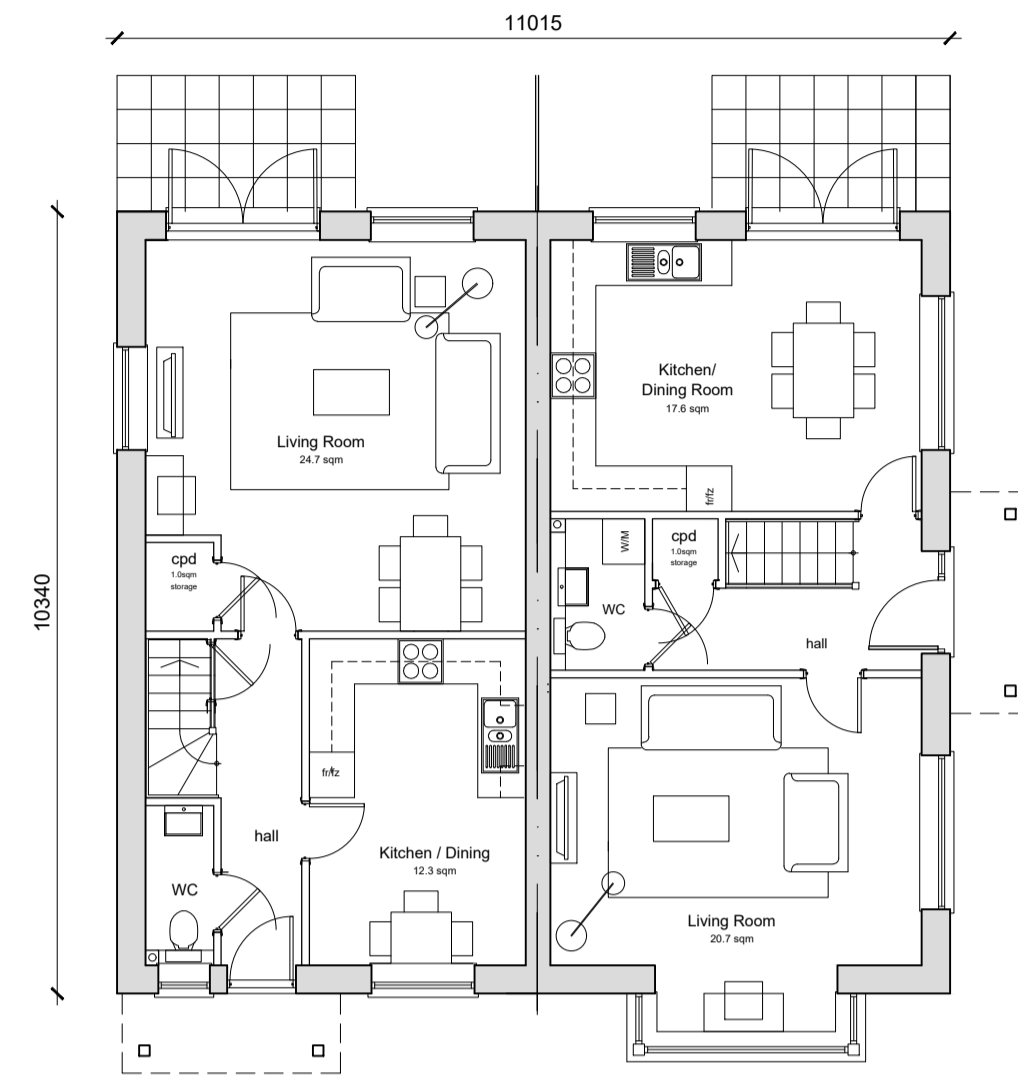 11015
10340
Living Room
24.7 sqm
cpd
1.0sqm
storage
fr/fz
hall
Kitchen / Dining
12.3 sqm
WC
Kitchen/
Dining Room
17.6 sqm
fr/fz
W/M
cpd
1.0sqm
storage
WC
hall
Living Room
20.7 sqm